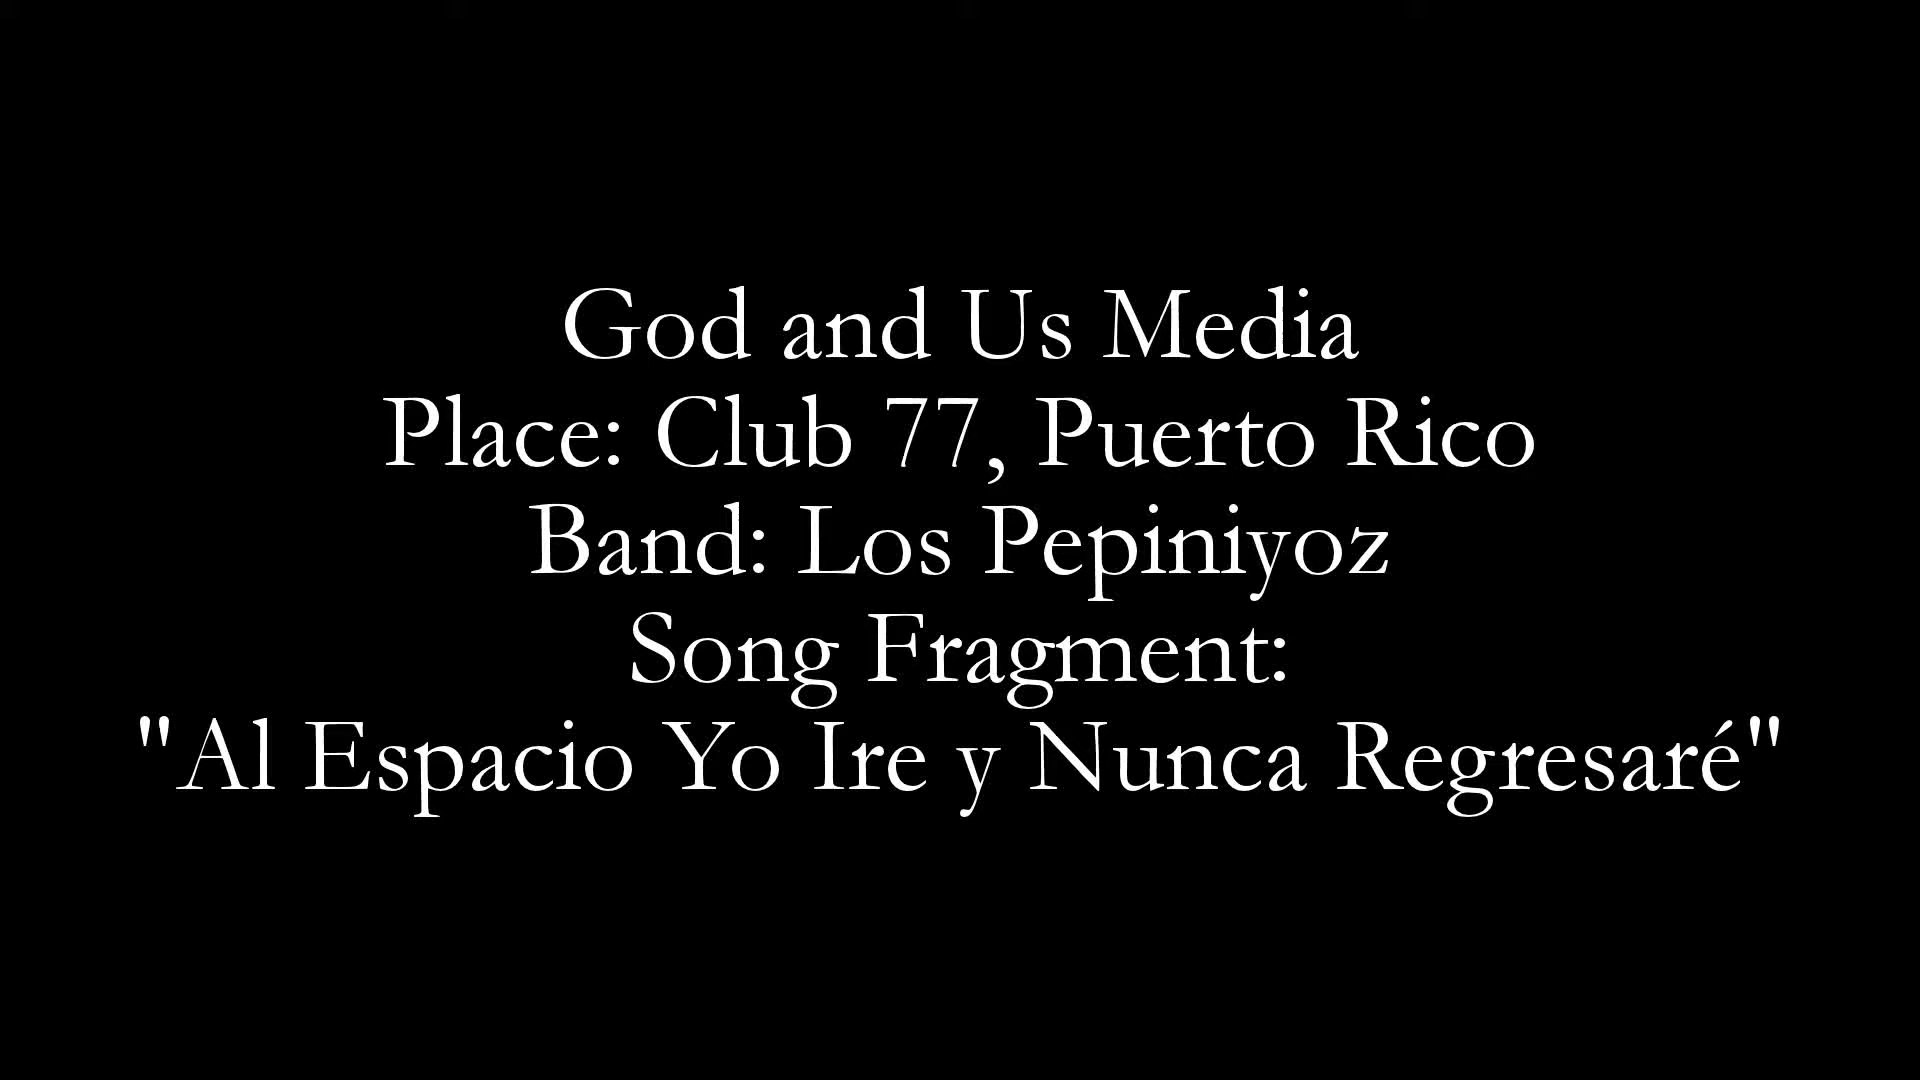 God and Us Media
Place: Club 77, Puerto Rico
Band: Los Pepiniyoz
Song Fragment:
"Al Espacio Yo Ire y Nunca Regresaré"